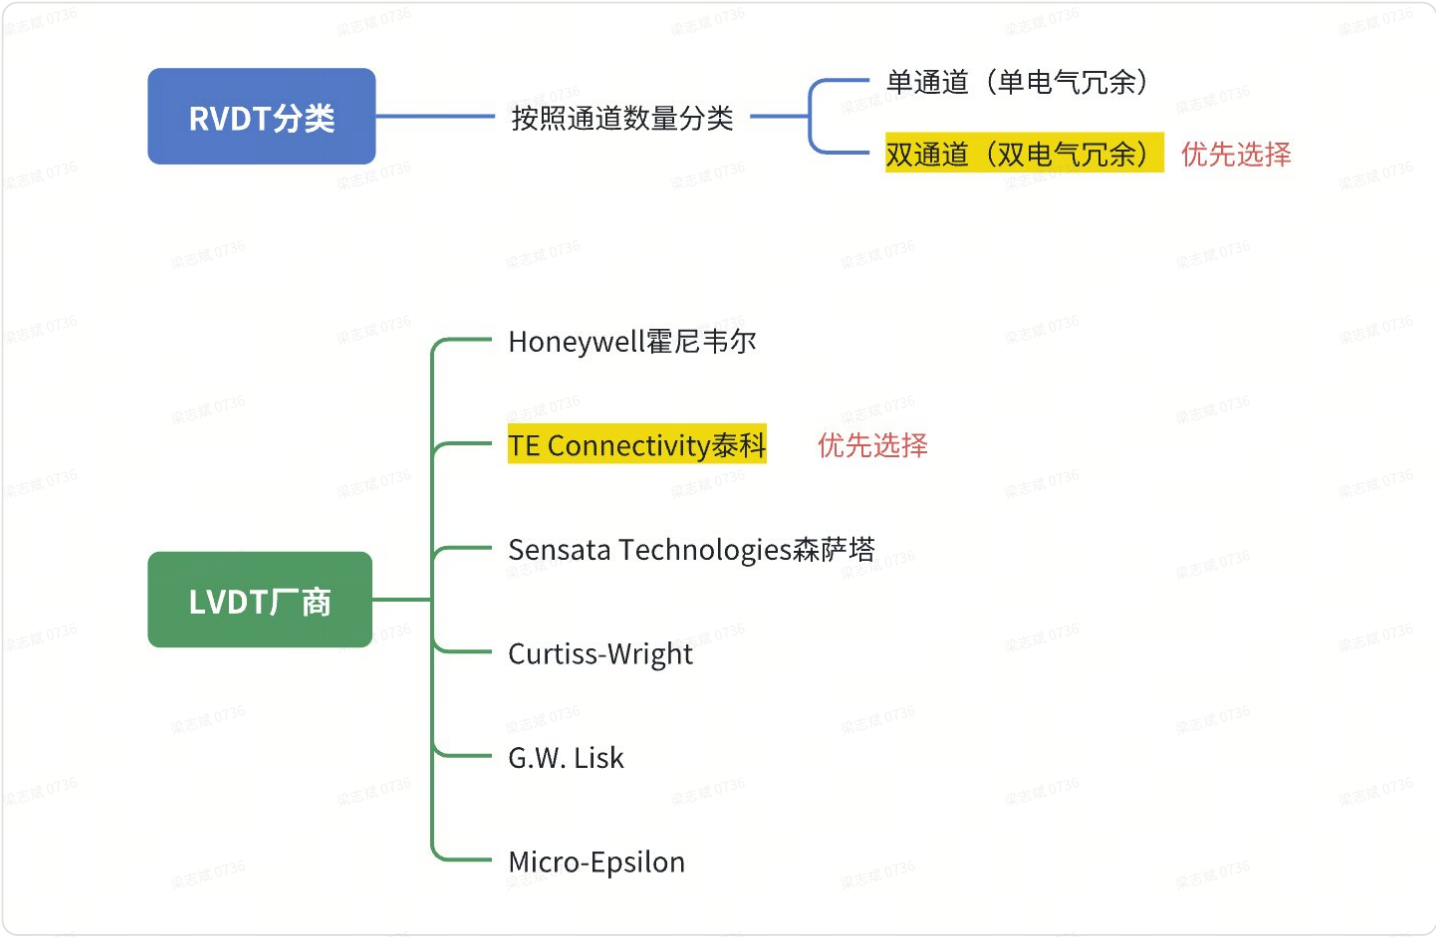 RVDT分类
按照通道数量分类
单通道（单电气冗余）
双通道（双电气冗余） 优先选择
Honeywell霍尼韦尔
TE Connectivity泰科 优先选择
Sensata Technologies森萨塔
LVDT厂商
Curtiss-Wright
G.W. Lisk
Micro-Epsilon
梁志斌 0736